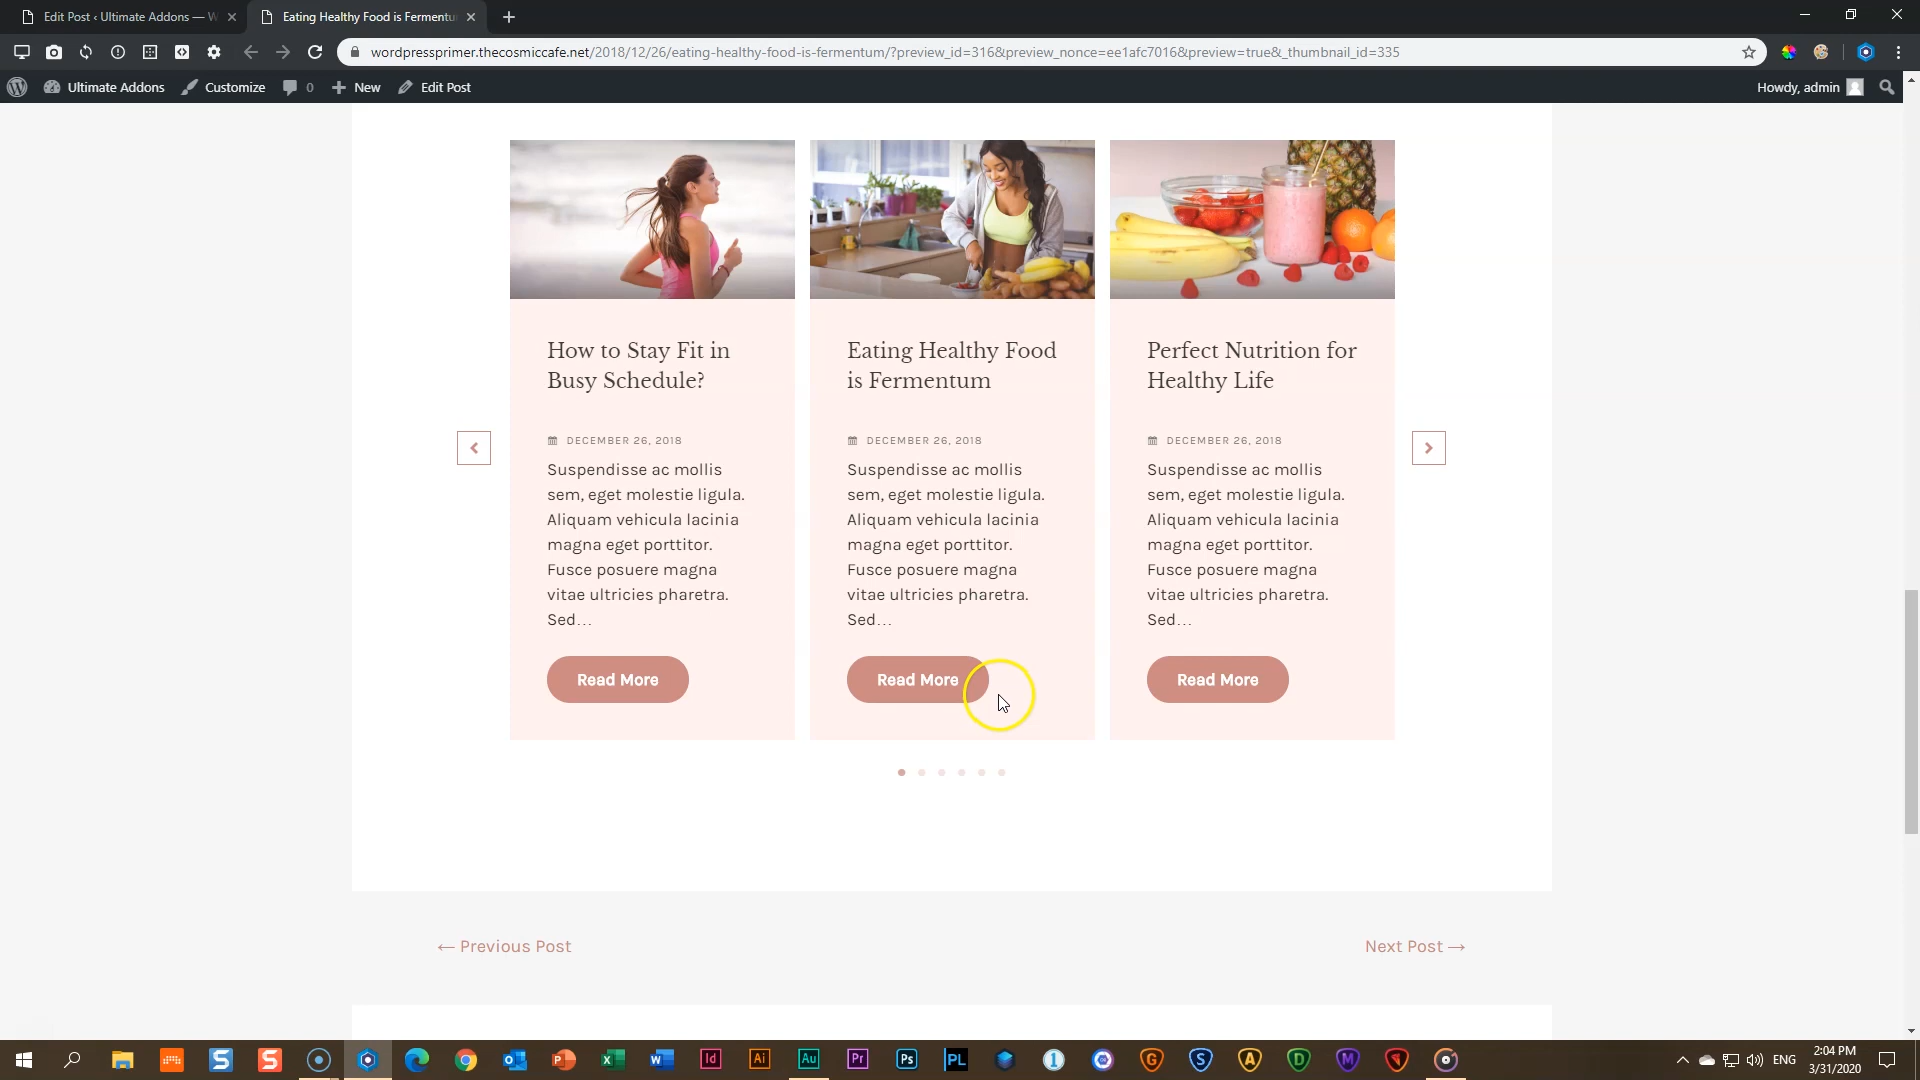 Edit Post ‹ Ultimate Addons — W
Eating Healthy Food is Fermentu
wordpressprimer.thecosmiccafe.net/2018/12/26/eating-healthy-food-is-fermentum/?preview_id=316&preview_nonce=ee1afc7016&preview=true&_thumbnail_id=335
Ultimate Addons Customize 0 New Edit Post Howdy, admin
How to Stay Fit in
Busy Schedule?
DECEMBER 26, 2018
Suspendisse ac mollis
sem, eget molestie ligula.
Aliquam vehicula lacinia
magna eget porttitor.
Fusce posuere magna
vitae ultricies pharetra.
Sed…
Read More
Eating Healthy Food
is Fermentum
DECEMBER 26, 2018
Suspendisse ac mollis
sem, eget molestie ligula.
Aliquam vehicula lacinia
magna eget porttitor.
Fusce posuere magna
vitae ultricies pharetra.
Sed…
Read More
Perfect Nutrition for
Healthy Life
DECEMBER 26, 2018
Suspendisse ac mollis
sem, eget molestie ligula.
Aliquam vehicula lacinia
magna eget porttitor.
Fusce posuere magna
vitae ultricies pharetra.
Sed…
Read More
← Previous Post
Next Post →
S S Id Ai Au Pr Ps PL 1 G S A D M
ENG
2:04 PM
3/31/2020